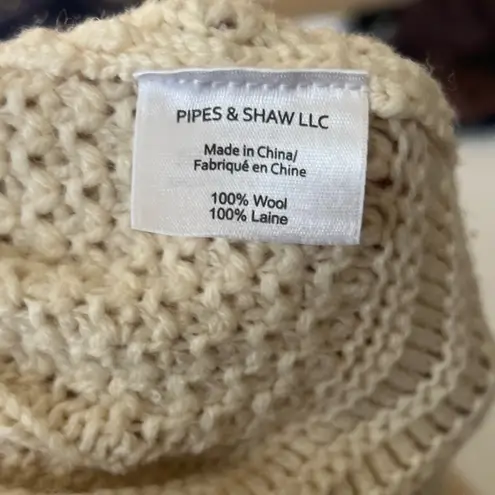 PIPES & SHAW LLC
Made in China/
Fabriqué en Chine
100% Wool
100% Laine